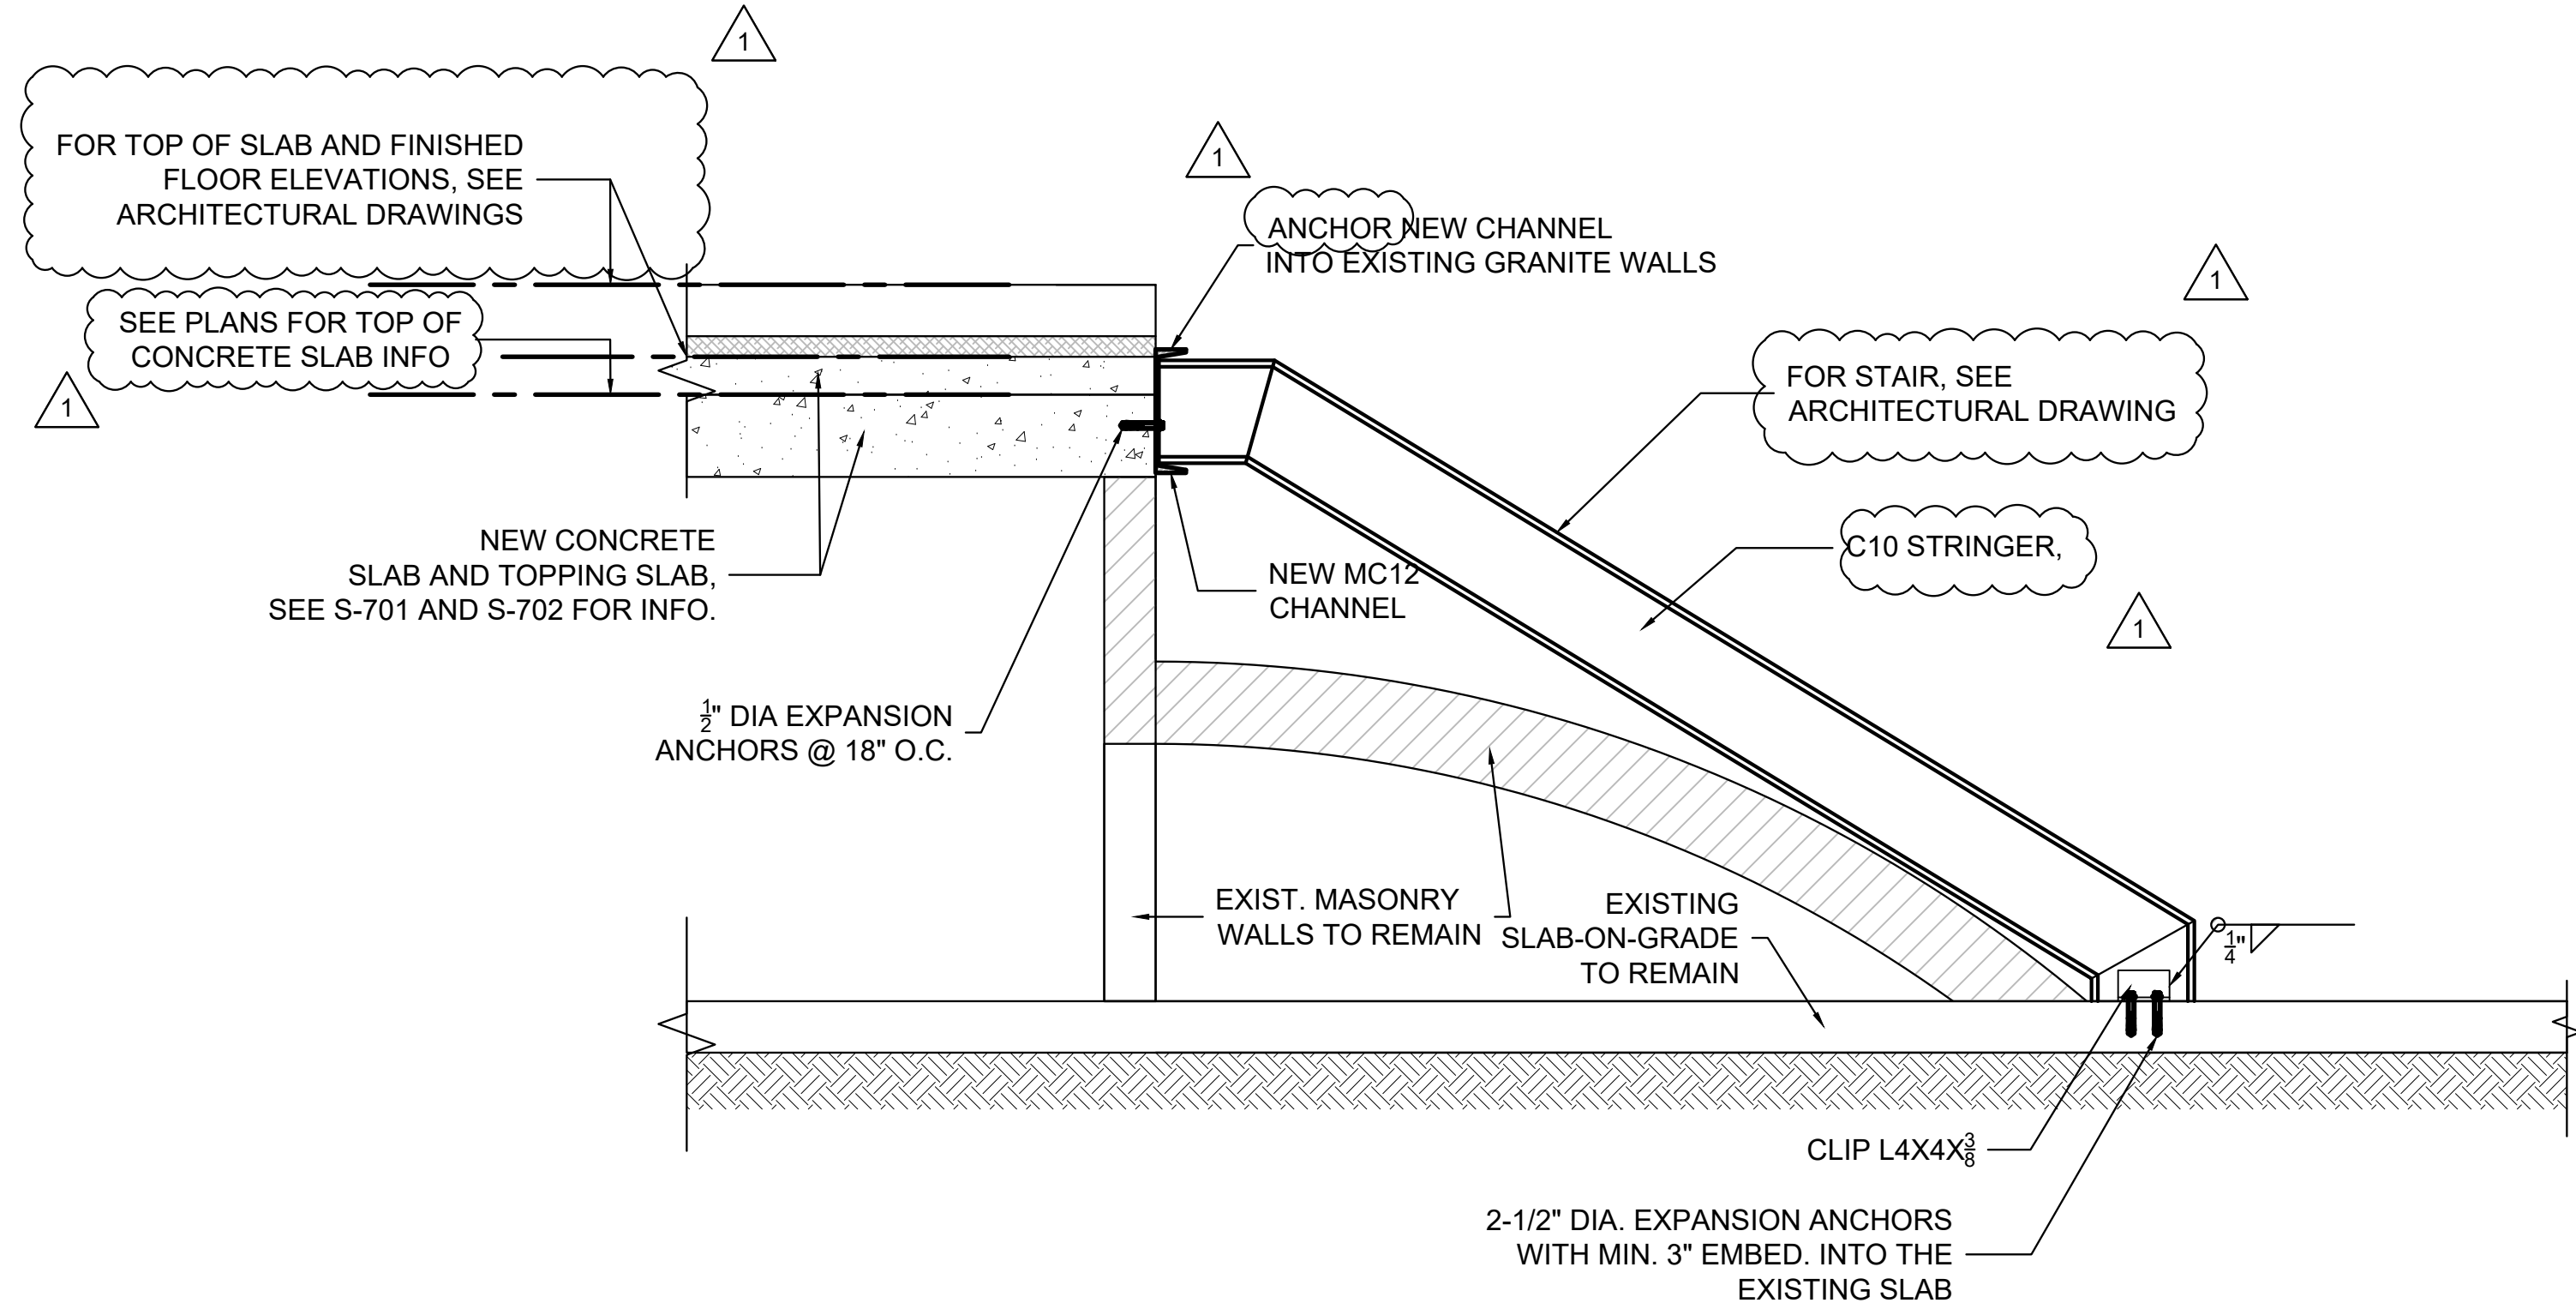 1
FOR TOP OF SLAB AND FINISHED
FLOOR ELEVATIONS, SEE
ARCHITECTURAL DRAWINGS
1
ANCHOR NEW CHANNEL
INTO EXISTING GRANITE WALLS
SEE PLANS FOR TOP OF
CONCRETE SLAB INFO
1
1
FOR STAIR, SEE
ARCHITECTURAL DRAWING
C10 STRINGER,
1
NEW CONCRETE
SLAB AND TOPPING SLAB,
SEE S-701 AND S-702 FOR INFO.
NEW MC12
CHANNEL
1/2" DIA EXPANSION
ANCHORS @ 18" O.C.
EXIST. MASONRY
WALLS TO REMAIN
EXISTING
SLAB-ON-GRADE
TO REMAIN
1/4"
CLIP L4X4X3/8
2-1/2" DIA. EXPANSION ANCHORS
WITH MIN. 3" EMBED. INTO THE
EXISTING SLAB